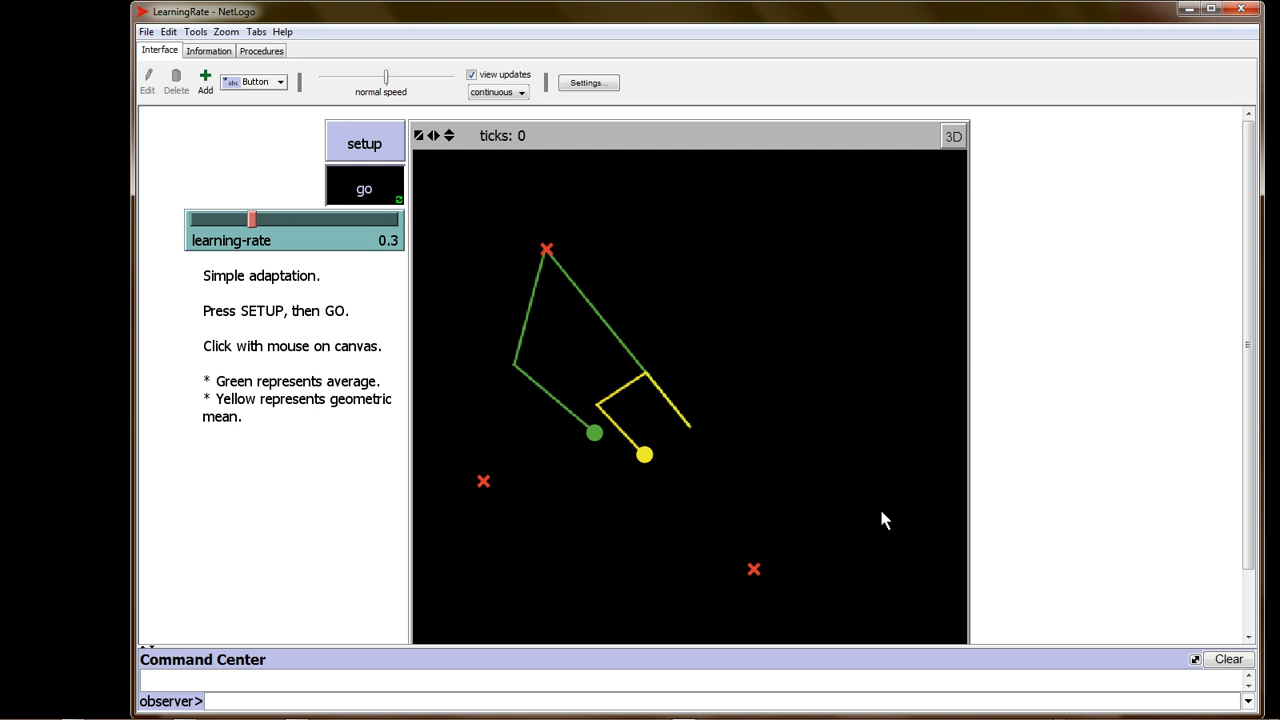 LearningRate - NetLogo
File Edit Tools Zoom Tabs Help
Interface Information Procedures
Edit Delete Add abc Button normal speed view updates continuous Settings...
setup
ticks: 0 3D
go
learning-rate 0.3
Simple adaptation.
Press SETUP, then GO.
Click with mouse on canvas.
* Green represents average.
* Yellow represents geometric
mean.
Command Center Clear
observer>